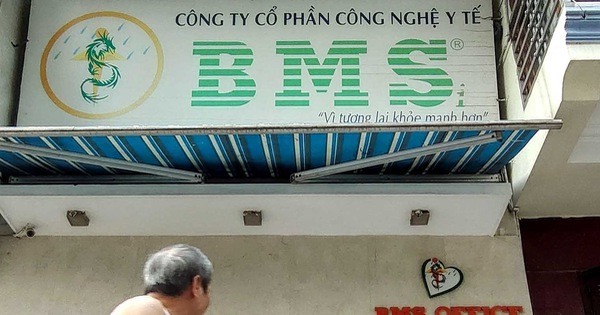 CÔNG TY CỔ PHẦN CÔNG NGHỆ Y TẾ
BMS®
"Vì tương lai khỏe mạnh hơn"
BMS OFFICE